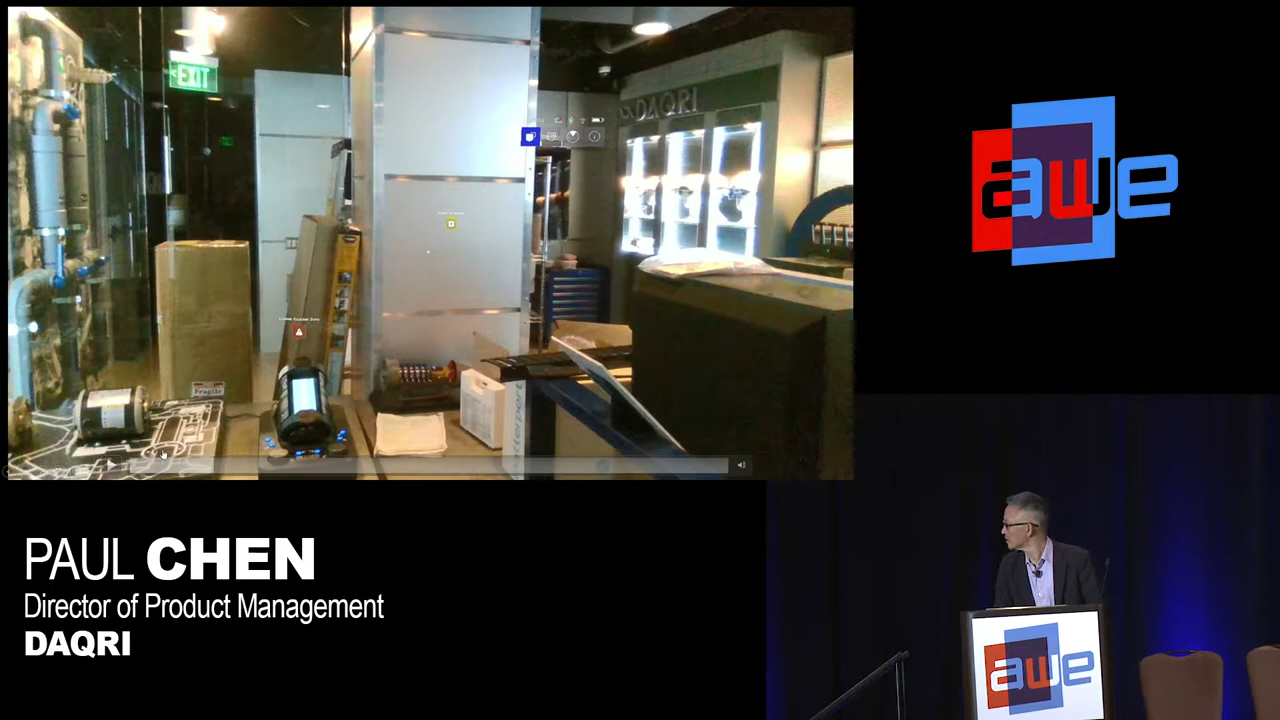 EXIT
DAQRI
Fragile
awe
PAUL CHEN
Director of Product Management
DAQRI
awe